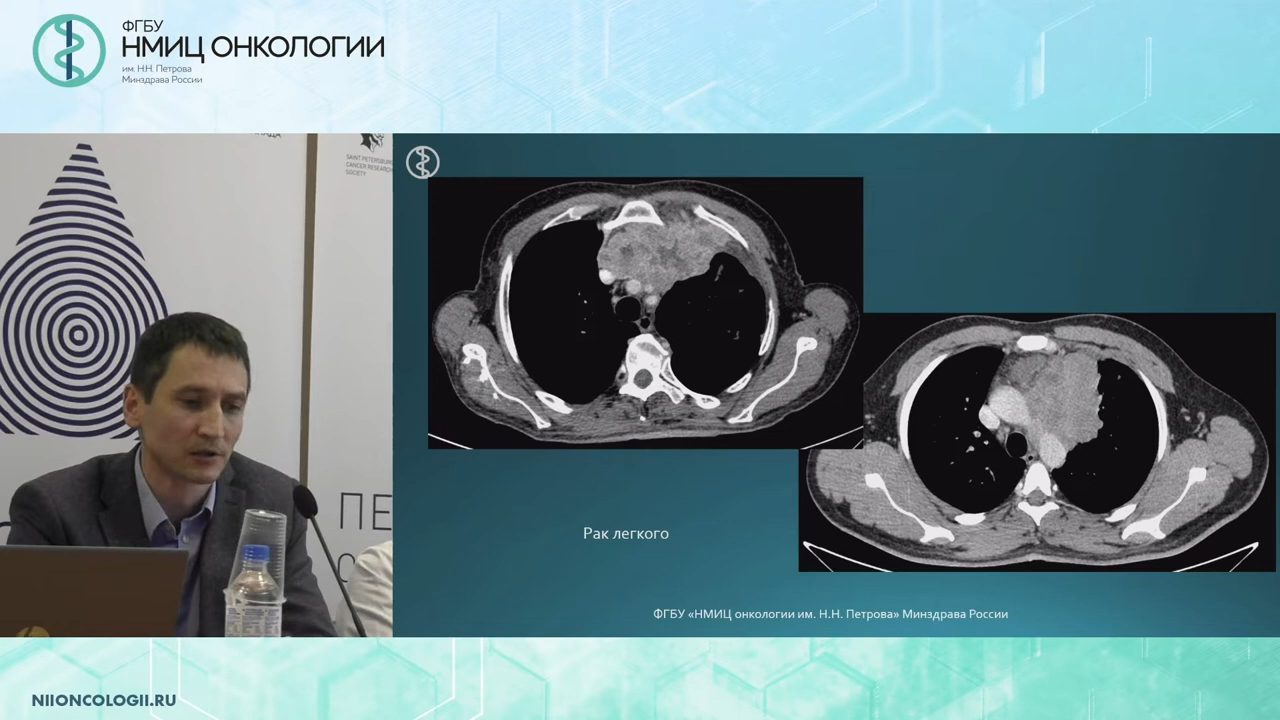 ФГБУ
НМИЦ ОНКОЛОГИИ
им. Н.Н. Петрова
Минздрава России
SAINT PETERSBURG
CANCER RESEARCH
SOCIETY
ПЕ
Рак легкого
ФГБУ «НМИЦ онкологии им. Н.Н. Петрова» Минздрава России
NIIONCOLOGII.RU